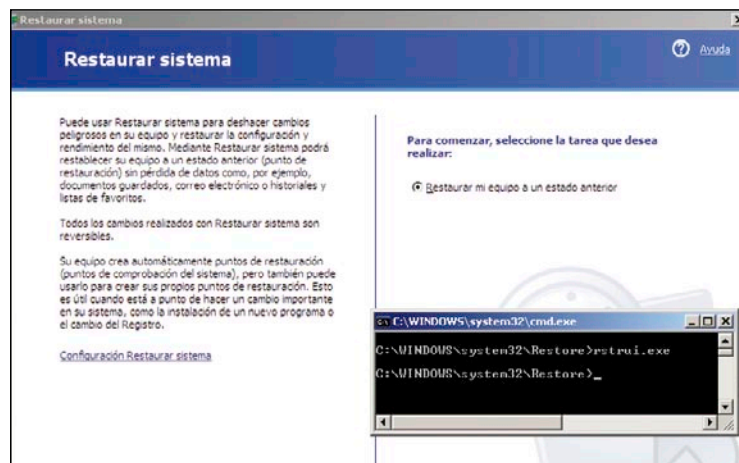 Restaurar sistema
Restaurar sistema
Ayuda
Puede usar Restaurar sistema para deshacer cambios
peligrosos en su equipo y restaurar la configuración y
rendimiento del mismo. Mediante Restaurar sistema podrá
restablecer su equipo a un estado anterior (punto de
restauración) sin pérdida de datos como, por ejemplo,
documentos guardados, correo electrónico o historiales y
listas de favoritos.
Todos los cambios realizados con Restaurar sistema son
reversibles.
Su equipo crea automáticamente puntos de restauración
(puntos de comprobación del sistema), pero también puede
usarlo para crear sus propios puntos de restauración. Esto
es útil cuando está a punto de hacer un cambio importante
en su sistema, como la instalación de un nuevo programa o
el cambio del Registro.
Configuración Restaurar sistema
Para comenzar, seleccione la tarea que desea
realizar:
Restaurar mi equipo a un estado anterior
C:\WINDOWS\system32\cmd.exe
C:\WINDOWS\system32\Restore>rstrui.exe
C:\WINDOWS\system32\Restore>_